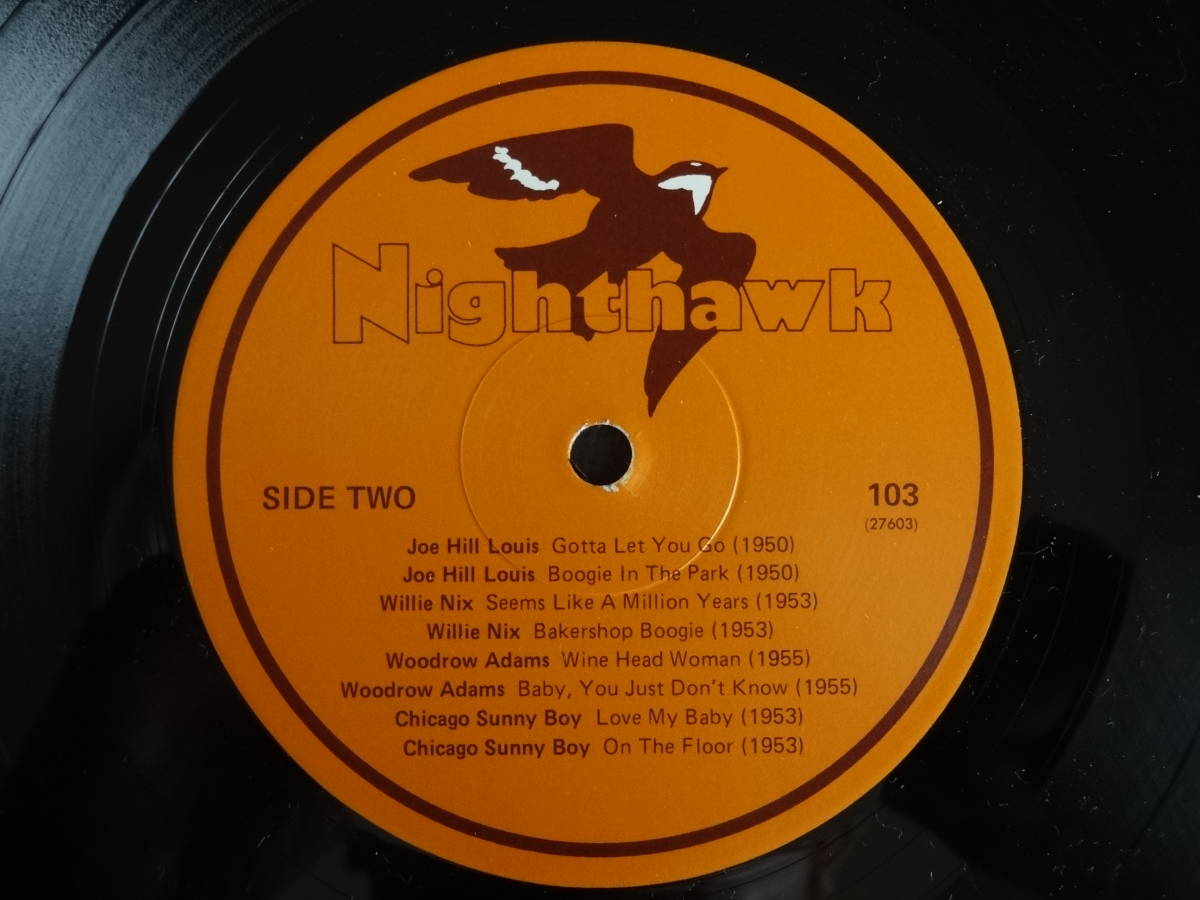 Nighthawk
SIDE TWO 103
(27603)
Joe Hill Louis Gotta Let You Go (1950)
Joe Hill Louis Boogie In The Park (1950)
Willie Nix Seems Like A Million Years (1953)
Willie Nix Bakershop Boogie (1953)
Woodrow Adams Wine Head Woman (1955)
Woodrow Adams Baby, You Just Don't Know (1955)
Chicago Sunny Boy Love My Baby (1953)
Chicago Sunny Boy On The Floor (1953)